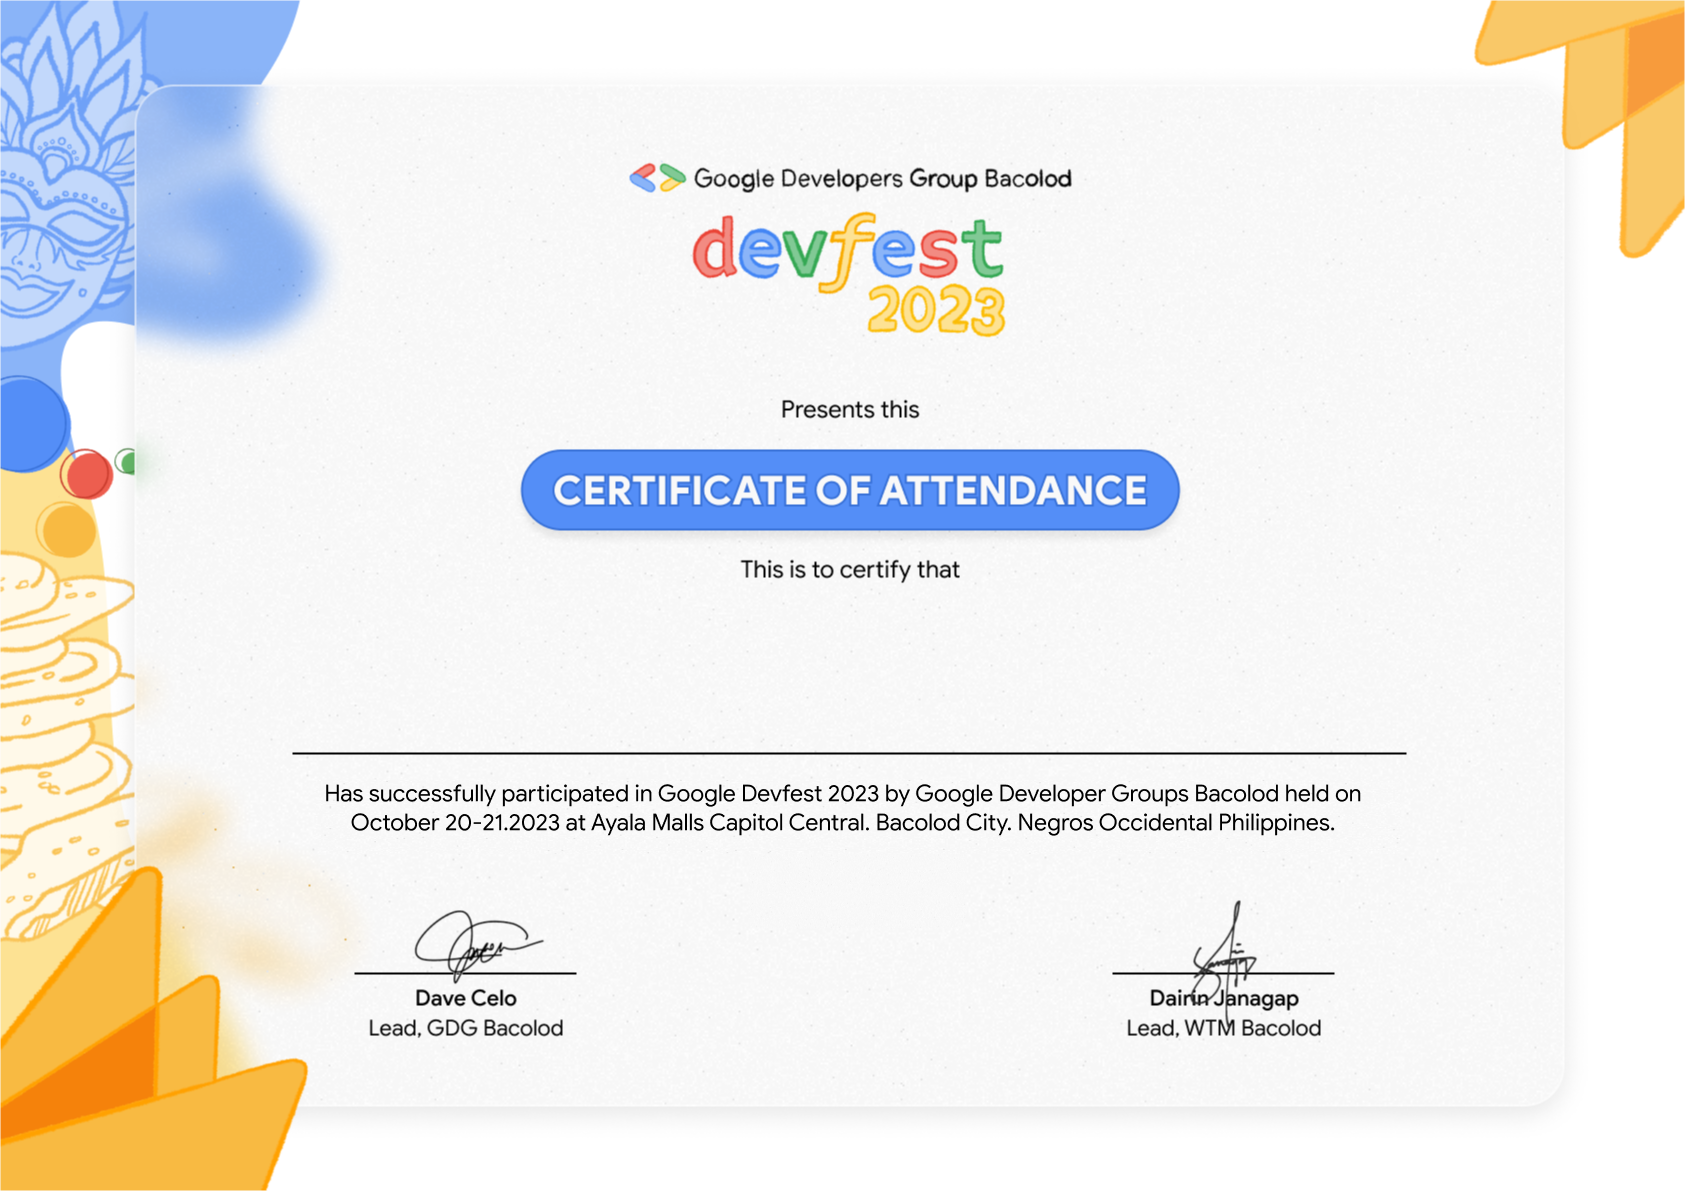 Google Developers Group Bacolod
devfest
2023
Presents this
CERTIFICATE OF ATTENDANCE
This is to certify that
Has successfully participated in Google Devfest 2023 by Google Developer Groups Bacolod held on
October 20-21.2023 at Ayala Malls Capitol Central. Bacolod City. Negros Occidental Philippines.
Dave Celo
Lead, GDG Bacolod
Dairin Janagap
Lead, WTM Bacolod